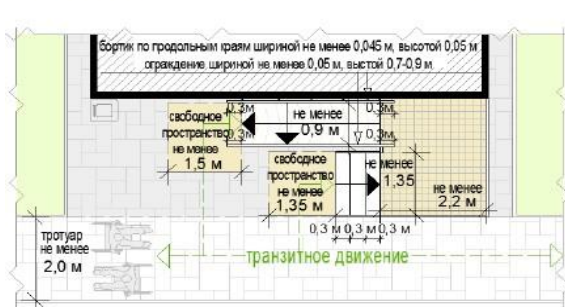 бортик по продольным краям шириной не менее 0,045 м, высотой 0,05 м
ограждение, шириной не менее 0,05 м, выстой 0,7-0,9 м
0,3м
0,3м
свободное
пространство
не менее
1,5 м
не менее
0,9 м
0,3м
0,3м
свободное
пространство
не менее
1,35 м
не менее
1,35
не менее
2,2 м
0,3 м 0,3 м 0,3 м
тротуар
не менее
2,0 м
транзитное движение